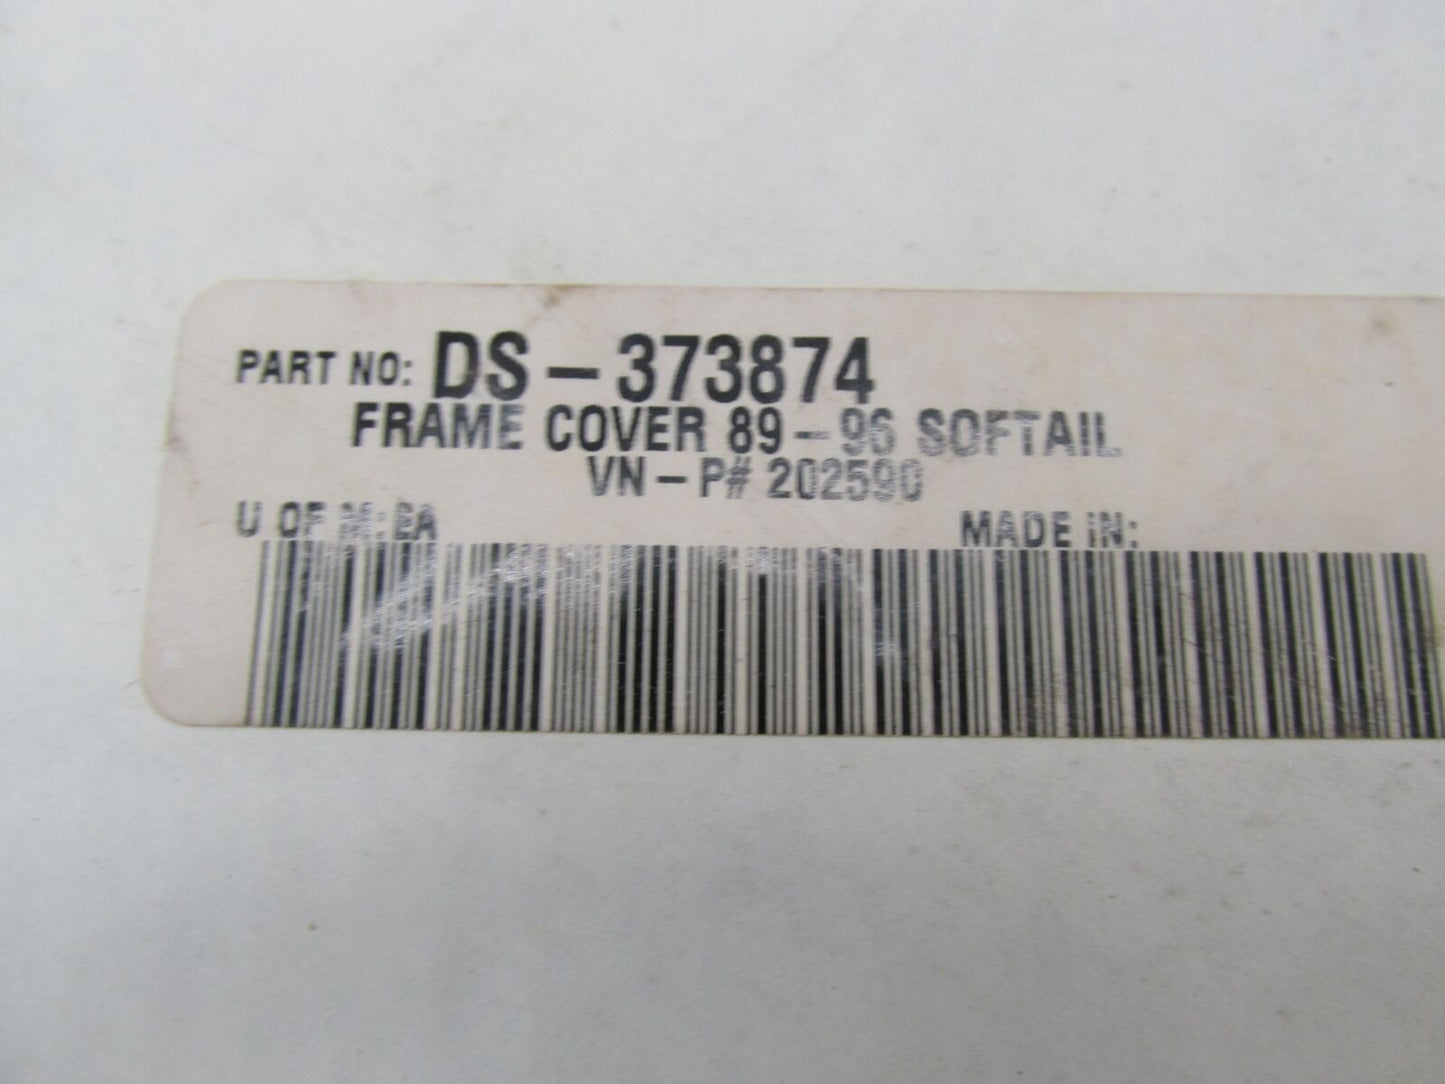 PART NO: DS-373874
FRAME COVER 89-96 SOFTAIL
VN-P# 202590
U OF M: EA
MADE IN: